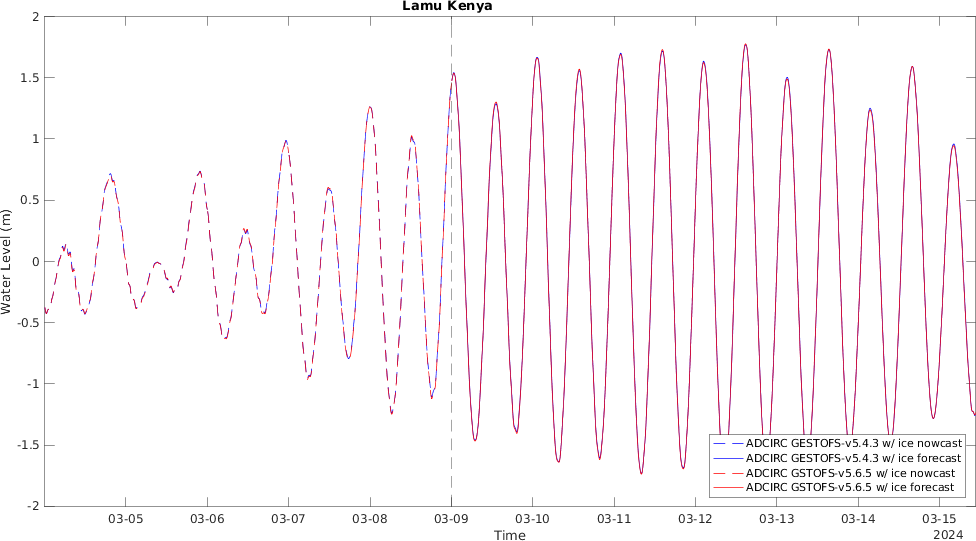 Lamu Kenya
2
1.5
1
0.5
0
-0.5
-1
-1.5
-2
Water Level (m)
ADCIRC GESTOFS-v5.4.3 w/ ice nowcast
ADCIRC GESTOFS-v5.4.3 w/ ice forecast
ADCIRC GSTOFS-v5.6.5 w/ ice nowcast
ADCIRC GSTOFS-v5.6.5 w/ ice forecast
03-05 03-06 03-07 03-08 03-09 03-10 03-11 03-12 03-13 03-14 03-15
2024
Time